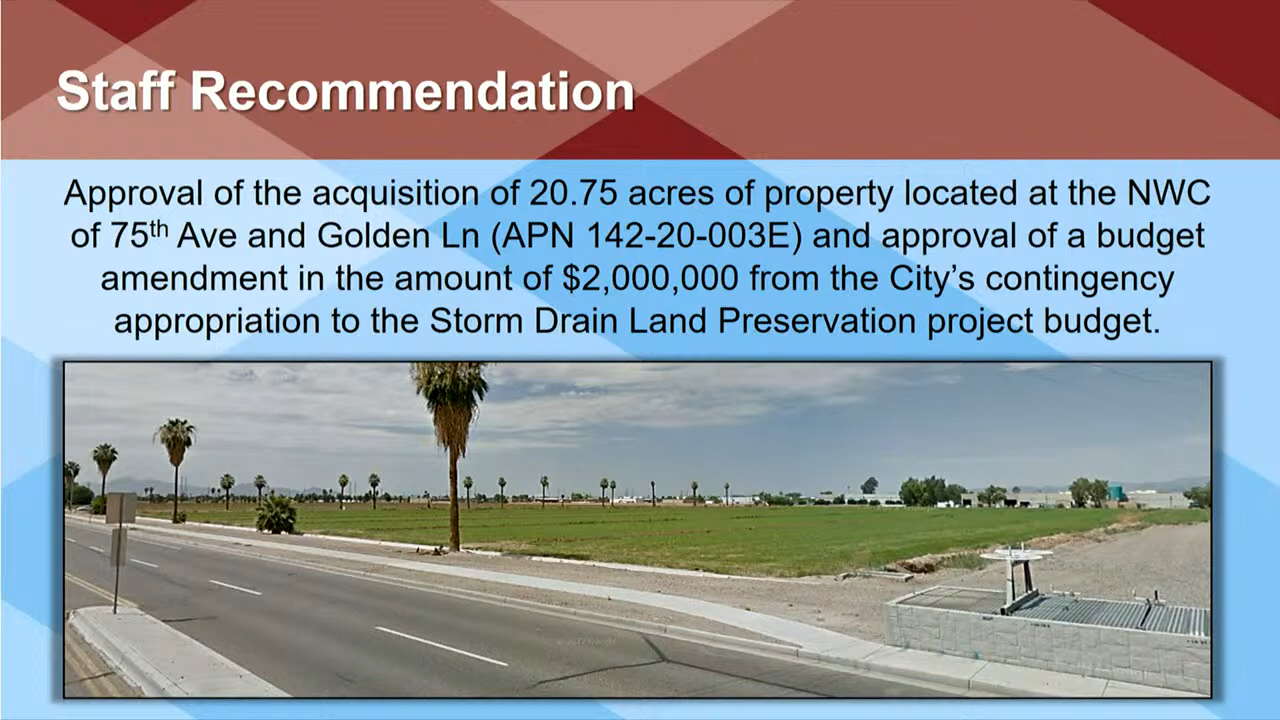 Staff Recommendation
Approval of the acquisition of 20.75 acres of property located at the NWC
of 75th Ave and Golden Ln (APN 142-20-003E) and approval of a budget
amendment in the amount of $2,000,000 from the City’s contingency
appropriation to the Storm Drain Land Preservation project budget.